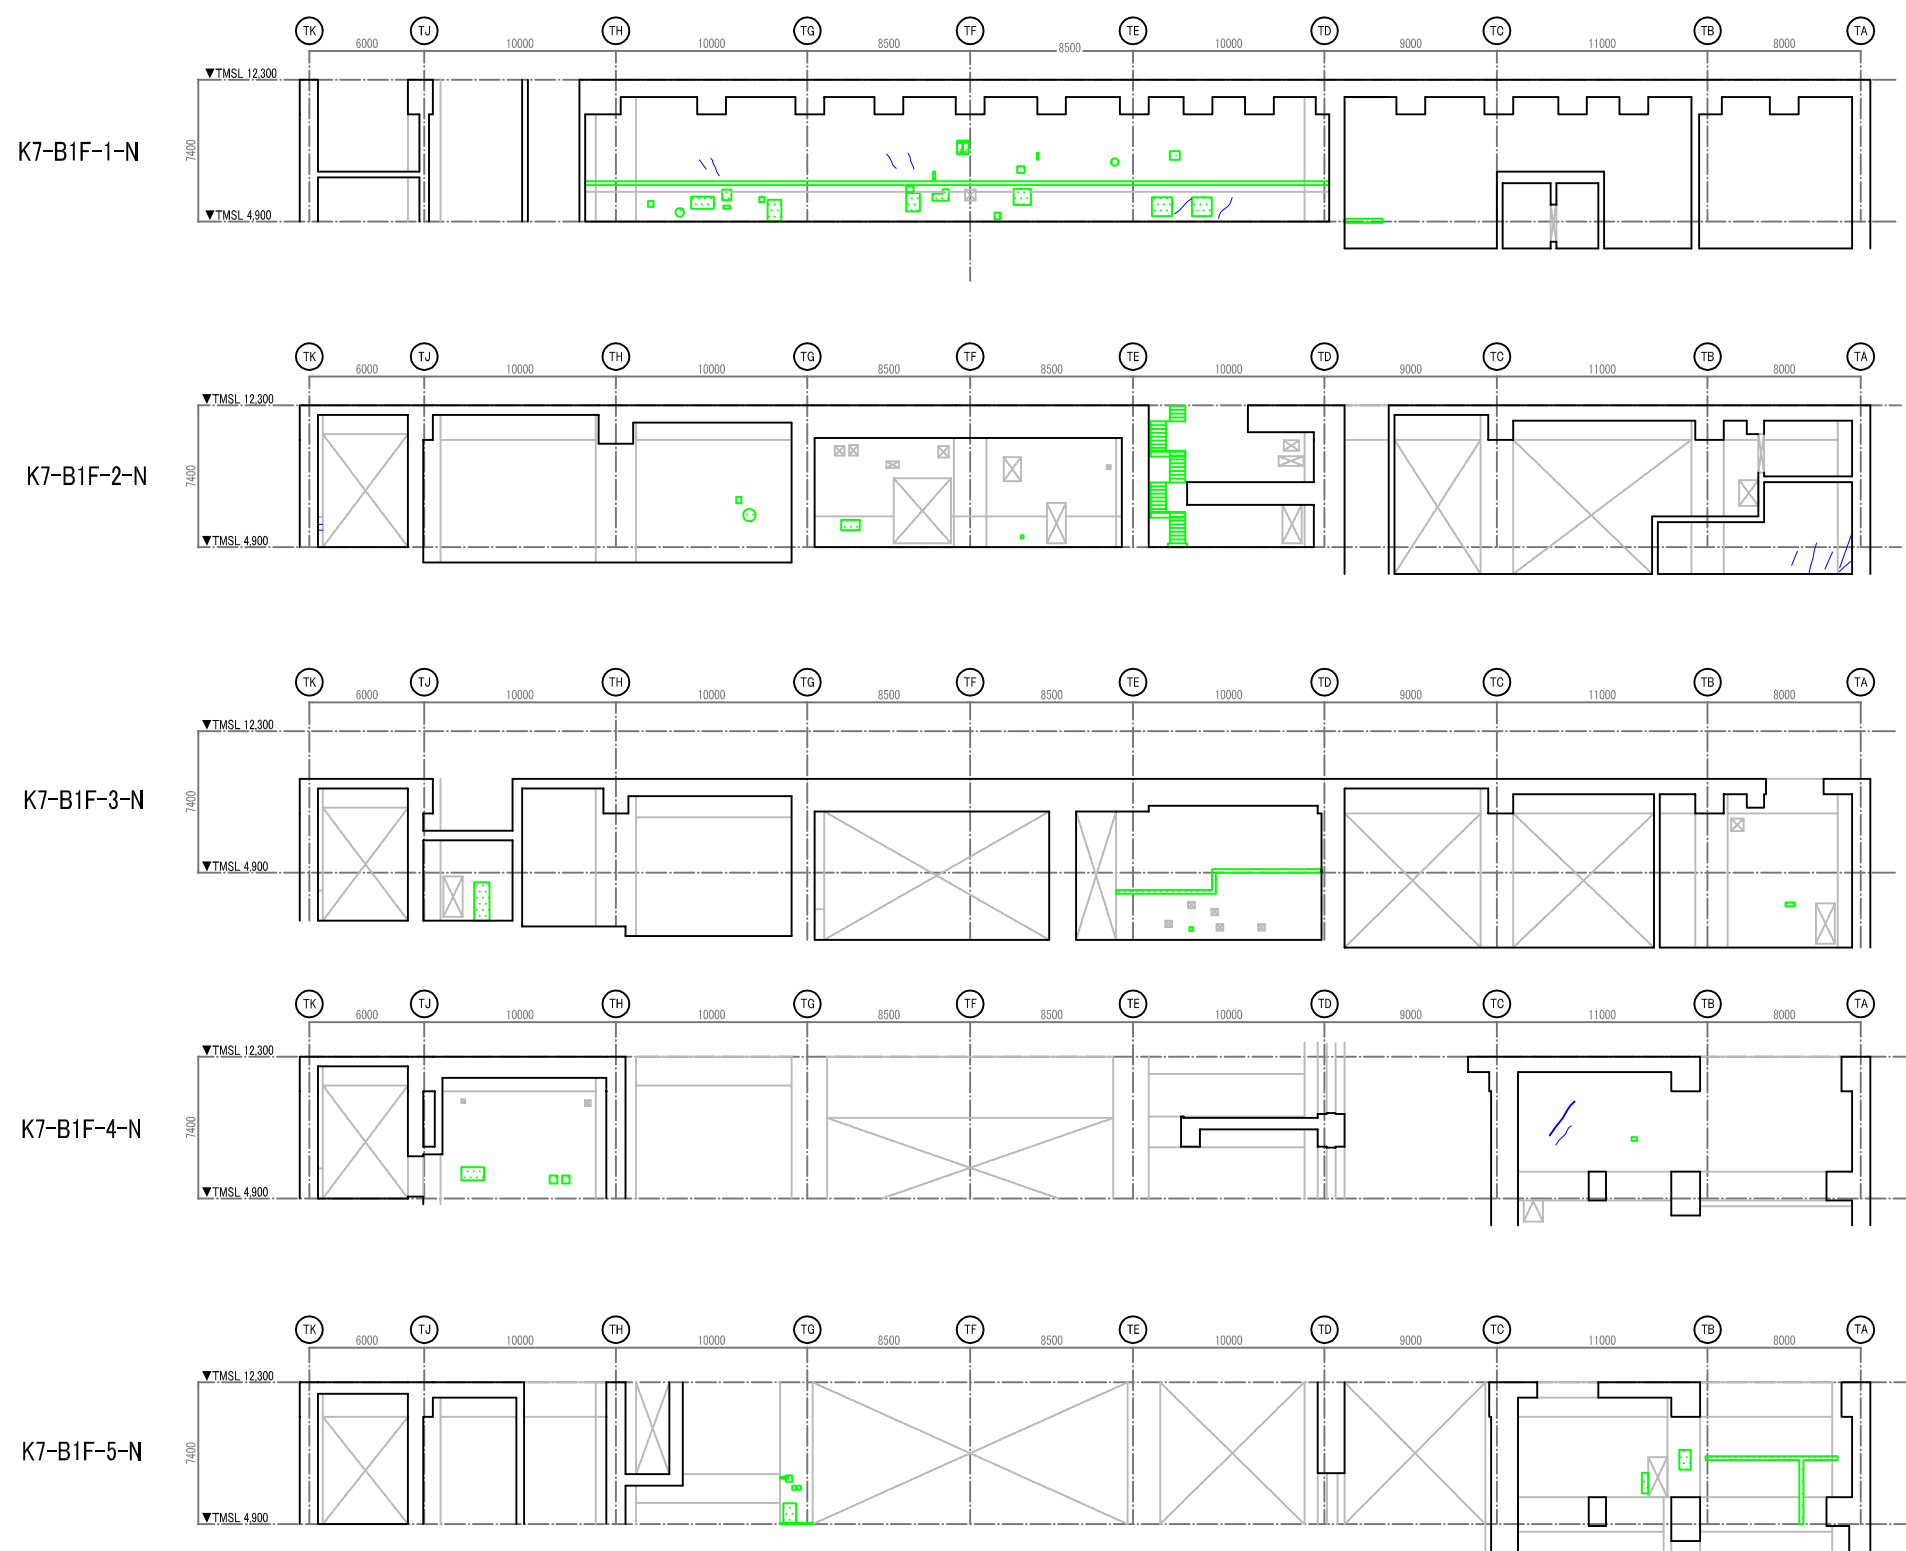 TK TJ TH TG TF TE TD TC TB TA
6000 10000 10000 8500 8500 10000 9000 11000 8000
▼TMSL 12,300
K7-B1F-1-N
7400
▼TMSL 4,900
TK TJ TH TG TF TE TD TC TB TA
6000 10000 10000 8500 8500 10000 9000 11000 8000
▼TMSL 12,300
K7-B1F-2-N
7400
▼TMSL 4,900
TK TJ TH TG TF TE TD TC TB TA
6000 10000 10000 8500 8500 10000 9000 11000 8000
▼TMSL 12,300
K7-B1F-3-N
7400
▼TMSL 4,900
TK TJ TH TG TF TE TD TC TB TA
6000 10000 10000 8500 8500 10000 9000 11000 8000
▼TMSL 12,300
K7-B1F-4-N
7400
▼TMSL 4,900
TK TJ TH TG TF TE TD TC TB TA
6000 10000 10000 8500 8500 10000 9000 11000 8000
▼TMSL 12,300
K7-B1F-5-N
7400
▼TMSL 4,900